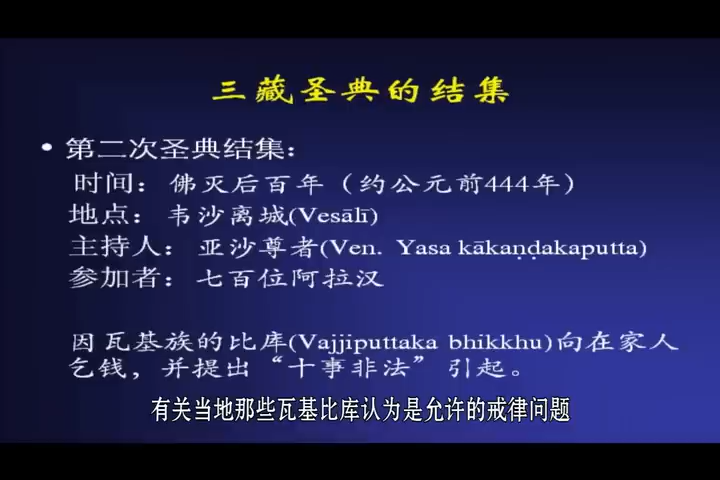 三藏圣典的结集
• 第二次圣典结集：
时间：佛灭后百年（约公元前444年）
地点：韦沙离城(Vesālī)
主持人：亚沙尊者(Ven. Yasa kākaṇḍakaputta)
参加者：七百位阿拉汉
因瓦基族的比库(Vajjiputtaka bhikkhu)向在家人
乞钱，并提出“十事非法”引起。
有关当地那些瓦基比库认为是允许的戒律问题